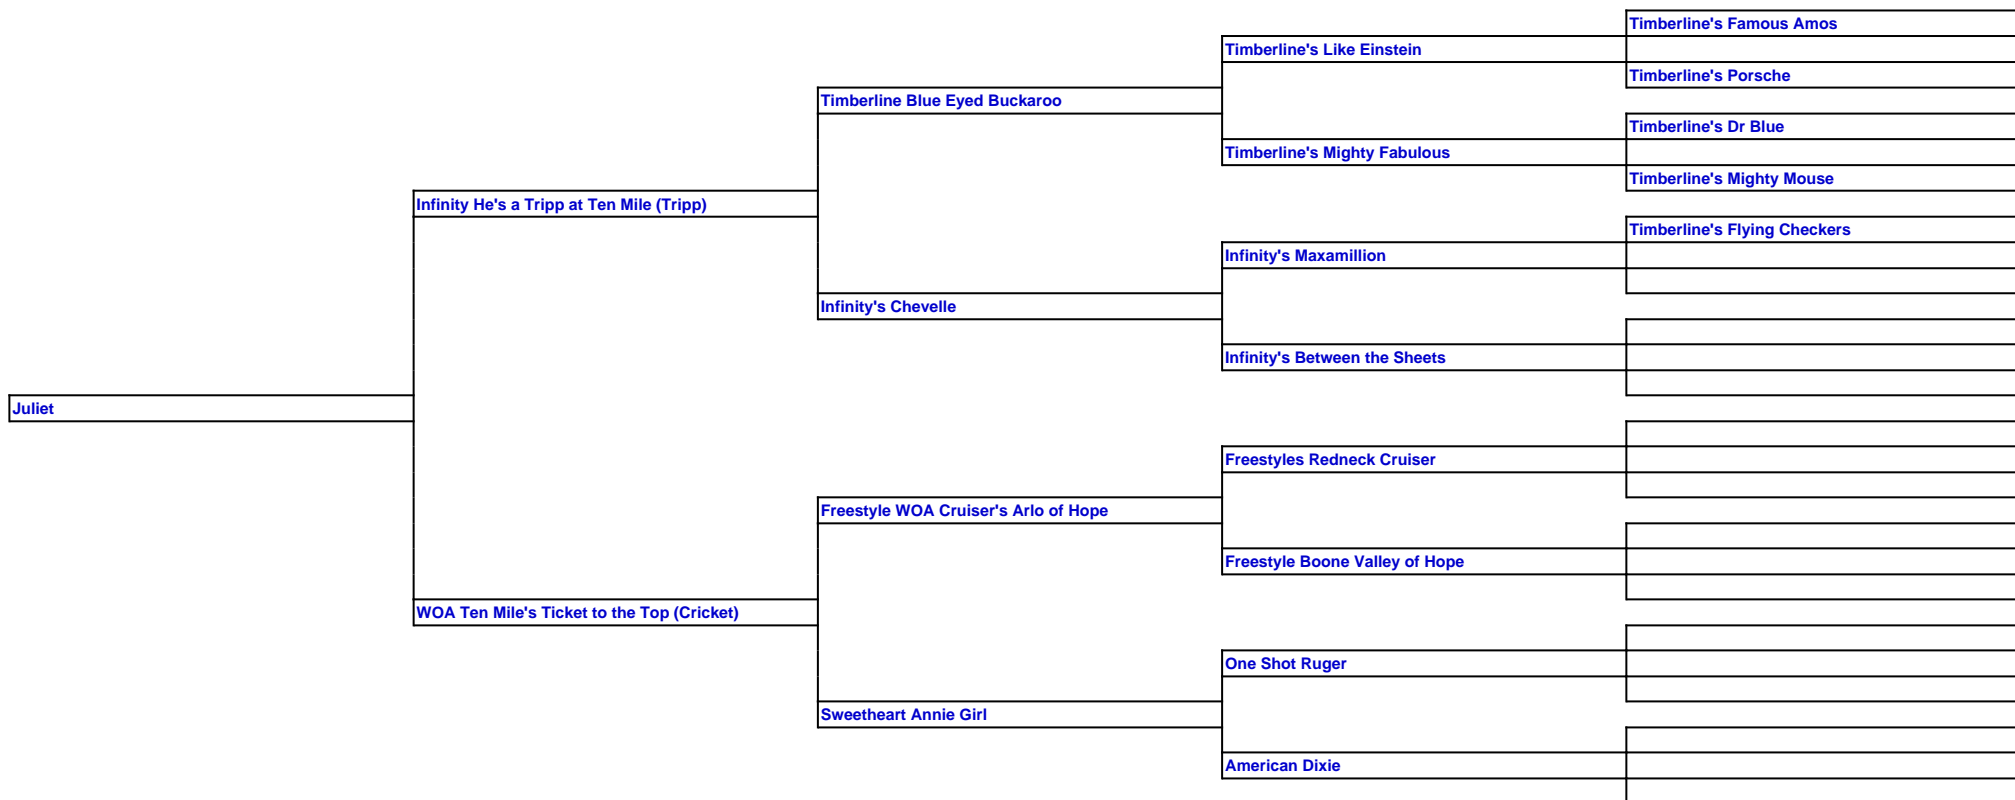 Timberline's Famous Amos
Timberline's Like Einstein
Timberline's Porsche
Timberline Blue Eyed Buckaroo
Timberline's Dr Blue
Timberline's Mighty Fabulous
Timberline's Mighty Mouse
Infinity He's a Tripp at Ten Mile (Tripp)
Timberline's Flying Checkers
Infinity's Maxamillion
Infinity's Chevelle
Infinity's Between the Sheets
Juliet
Freestyles Redneck Cruiser
Freestyle WOA Cruiser's Arlo of Hope
Freestyle Boone Valley of Hope
WOA Ten Mile's Ticket to the Top (Cricket)
One Shot Ruger
Sweetheart Annie Girl
American Dixie